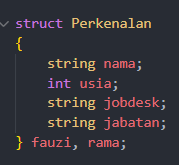 struct Perkenalan
{
    string nama;
    int usia;
    string jobdesk;
    string jabatan;
} fauzi, rama;